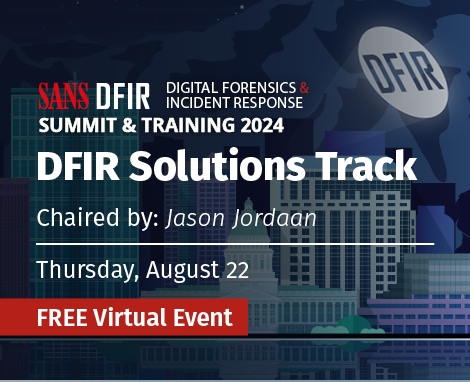 DFIR
SANS DFIR DIGITAL FORENSICS &
INCIDENT RESPONSE
SUMMIT & TRAINING 2024
DFIR Solutions Track
Chaired by: Jason Jordaan
Thursday, August 22
FREE Virtual Event